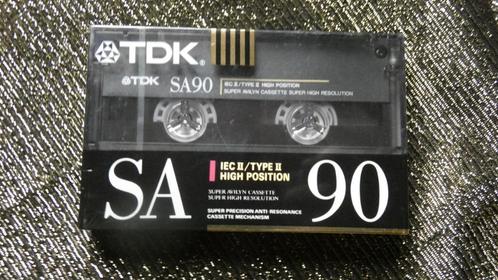 TDK®
TDK SA90 IEC II/TYPE II HIGH POSITION
SUPER AVILYN CASSETTE SUPER HIGH RESOLUTION
SA 90
IEC II/TYPE II
HIGH POSITION
SUPER AVILYN CASSETTE
SUPER HIGH RESOLUTION
SUPER PRECISION ANTI-RESONANCE
CASSETTE MECHANISM